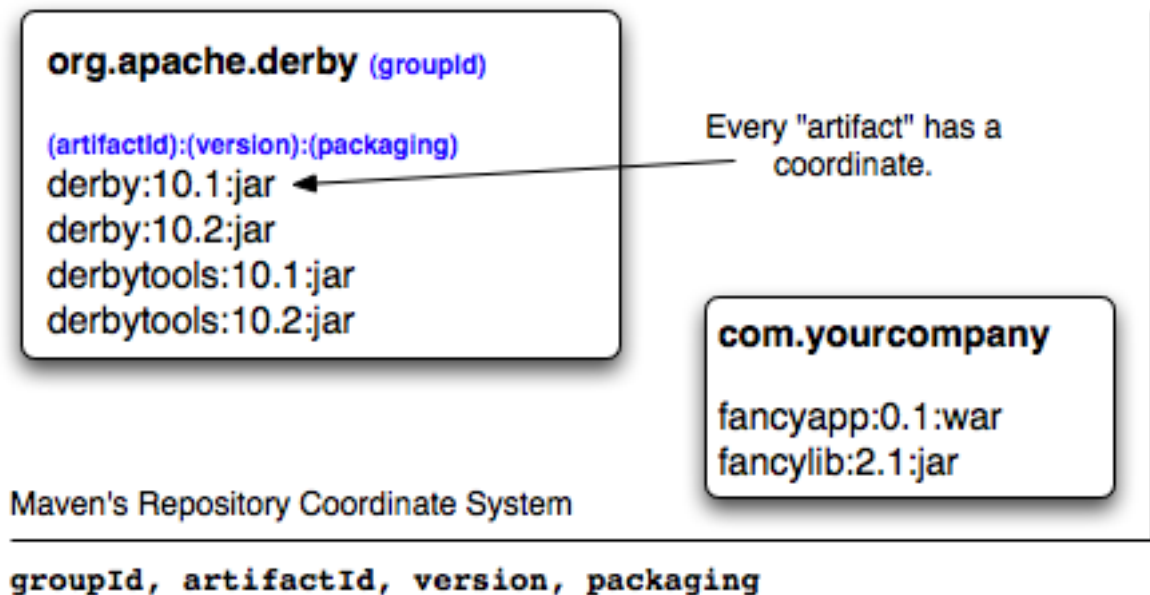 org.apache.derby (groupId)
(artifactId):(version):(packaging)
derby:10.1:jar
derby:10.2:jar
derbytools:10.1:jar
derbytools:10.2:jar
Every "artifact" has a
coordinate.
com.yourcompany
fancyapp:0.1:war
fancylib:2.1:jar
Maven's Repository Coordinate System
groupId, artifactId, version, packaging